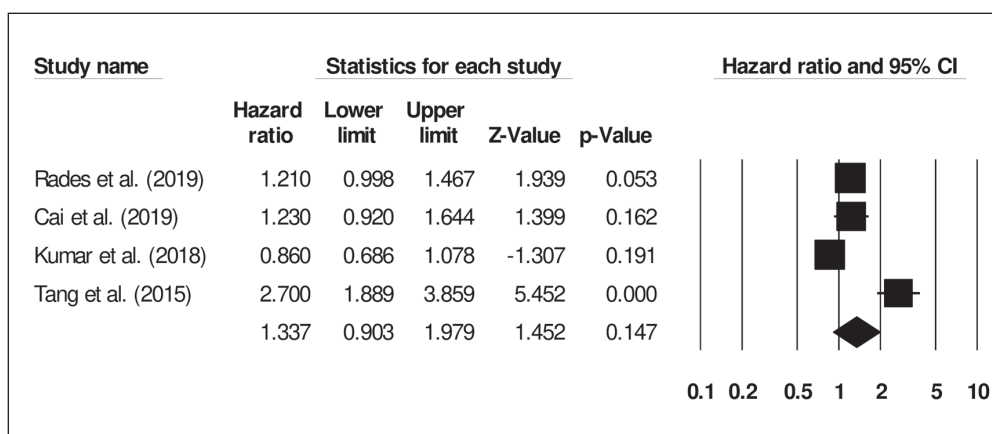 Study name Statistics for each study Hazard ratio and 95% CI
Hazard Lower Upper
ratio limit limit Z-Value p-Value
Rades et al. (2019) 1.210 0.998 1.467 1.939 0.053
Cai et al. (2019) 1.230 0.920 1.644 1.399 0.162
Kumar et al. (2018) 0.860 0.686 1.078 -1.307 0.191
Tang et al. (2015) 2.700 1.889 3.859 5.452 0.000
1.337 0.903 1.979 1.452 0.147
0.1 0.2 0.5 1 2 5 10